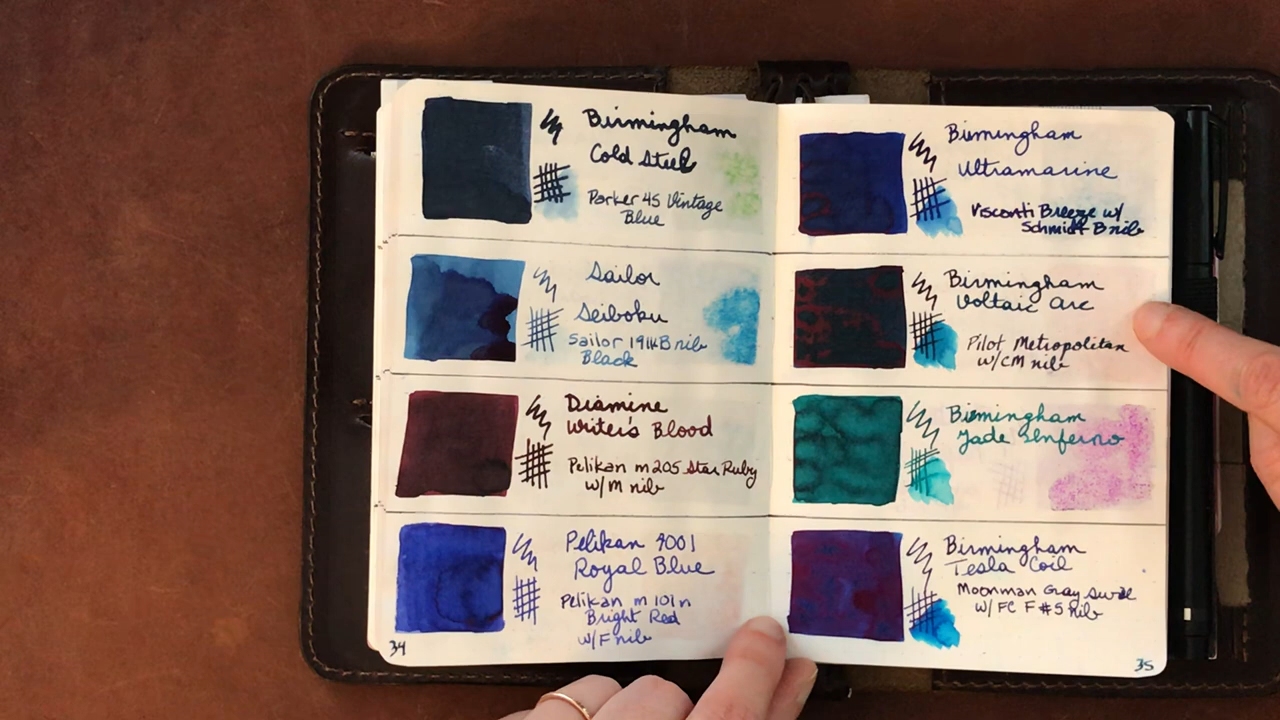 Birmingham
Cold Steel
Parker 45 Vintage
Blue
Sailor
Seiboku
Sailor 1911 B nib
Black
Diamine
Writer's Blood
Pelikan m205 Star Ruby
w/M nib
Pelikan 4001
Royal Blue
Pelikan m101n
Bright Red
w/F nib
34
Birmingham
Ultramarine
Visconti Breeze w/
Schmidt B nib
Birmingham
Voltaic Arc
Pilot Metropolitan
w/CM nib
Birmingham
Jade Inferno
Birmingham
Tesla Coil
Moonman Gray Swirl
w/ FC F #5 nib
35